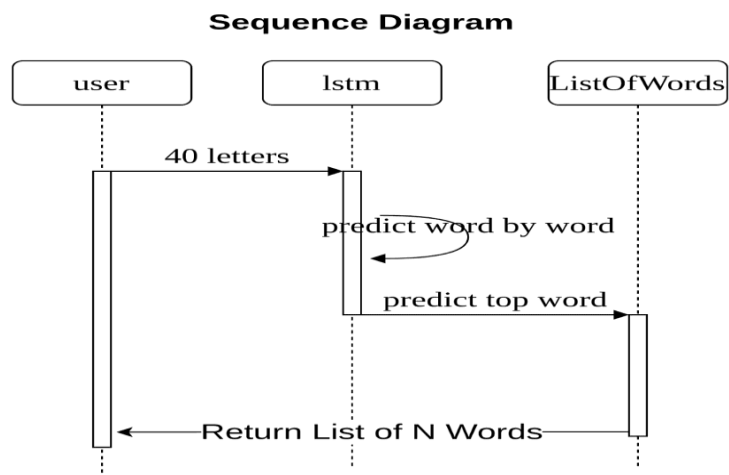 Sequence Diagram
user
lstm
ListOfWords
40 letters
predict word by word
predict top word
Return List of N Words